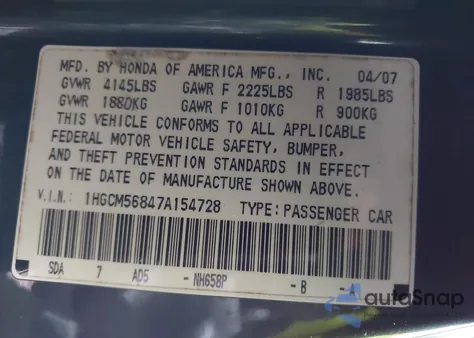 MFD. BY HONDA OF AMERICA MFG., INC. 04/07
GVWR 4145LBS GAWR F 2225LBS R 1985LBS
GVWR 1880KG GAWR F 1010KG R 900KG
THIS VEHICLE CONFORMS TO ALL APPLICABLE
FEDERAL MOTOR VEHICLE SAFETY, BUMPER,
AND THEFT PREVENTION STANDARDS IN EFFECT
ON THE DATE OF MANUFACTURE SHOWN ABOVE.
V.I.N.: 1HGCM56847A154728 TYPE: PASSENGER CAR
SDA 7 AD5 -NH658P -B -A
autoSnap